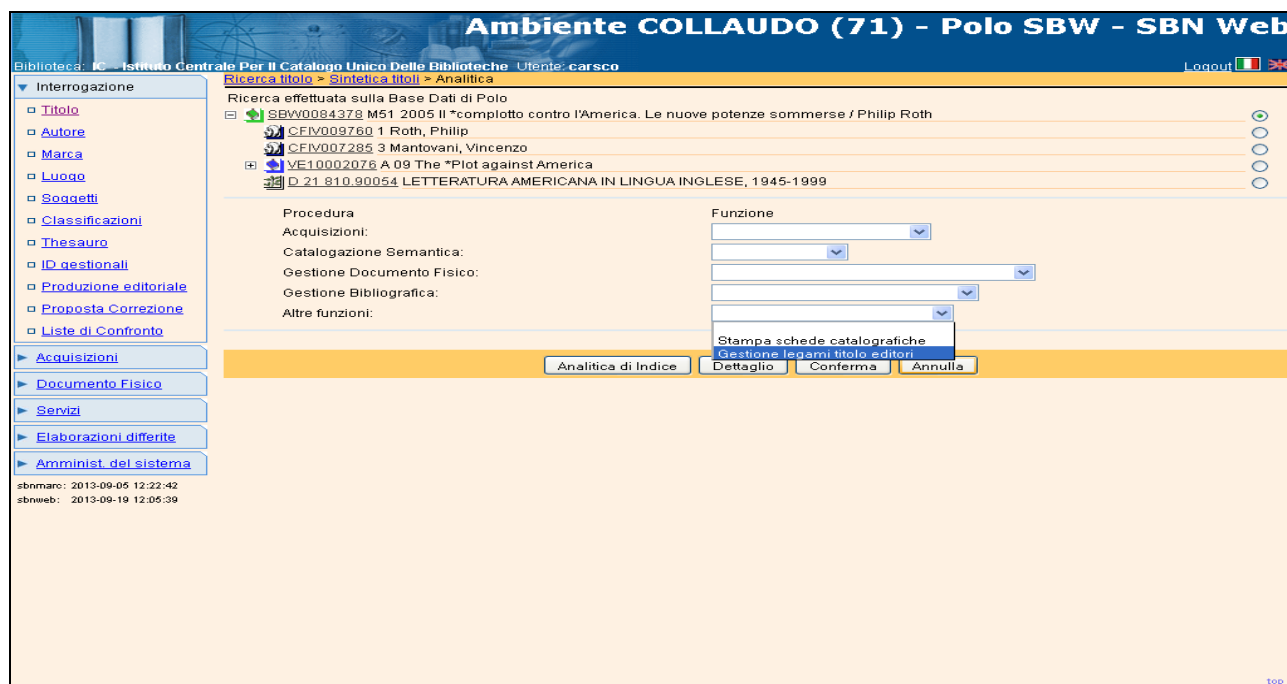 Ambiente COLLAUDO (71) - Polo SBW - SBN Web
Biblioteca: IC - Istituto Centrale Per Il Catalogo Unico Delle Biblioteche Utente: carsco
Logout
Interrogazione
Titolo
Autore
Marca
Luogo
Soggetti
Classificazioni
Thesauro
ID gestionali
Produzione editoriale
Proposta Correzione
Liste di Confronto
Acquisizioni
Documento Fisico
Servizi
Elaborazioni differite
Amminist. del sistema
sbnmarc: 2013-09-05 12:22:42
sbnweb: 2013-09-19 12:05:39
Ricerca titolo > Sintetica titoli > Analitica
Ricerca effettuata sulla Base Dati di Polo
SBW0084378 M51 2005 Il *complotto contro l'America. Le nuove potenze sommerse / Philip Roth
CFIV009760 1 Roth, Philip
CFIV007285 3 Mantovani, Vincenzo
VE10002076 A 09 The *Plot against America
D 21 810.90054 LETTERATURA AMERICANA IN LINGUA INGLESE, 1945-1999
Procedura Funzione
Acquisizioni:
Catalogazione Semantica:
Gestione Documento Fisico:
Gestione Bibliografica:
Altre funzioni:
Stampa schede catalografiche
Gestione legami titolo editori
Analitica di Indice Dettaglio Conferma Annulla
top